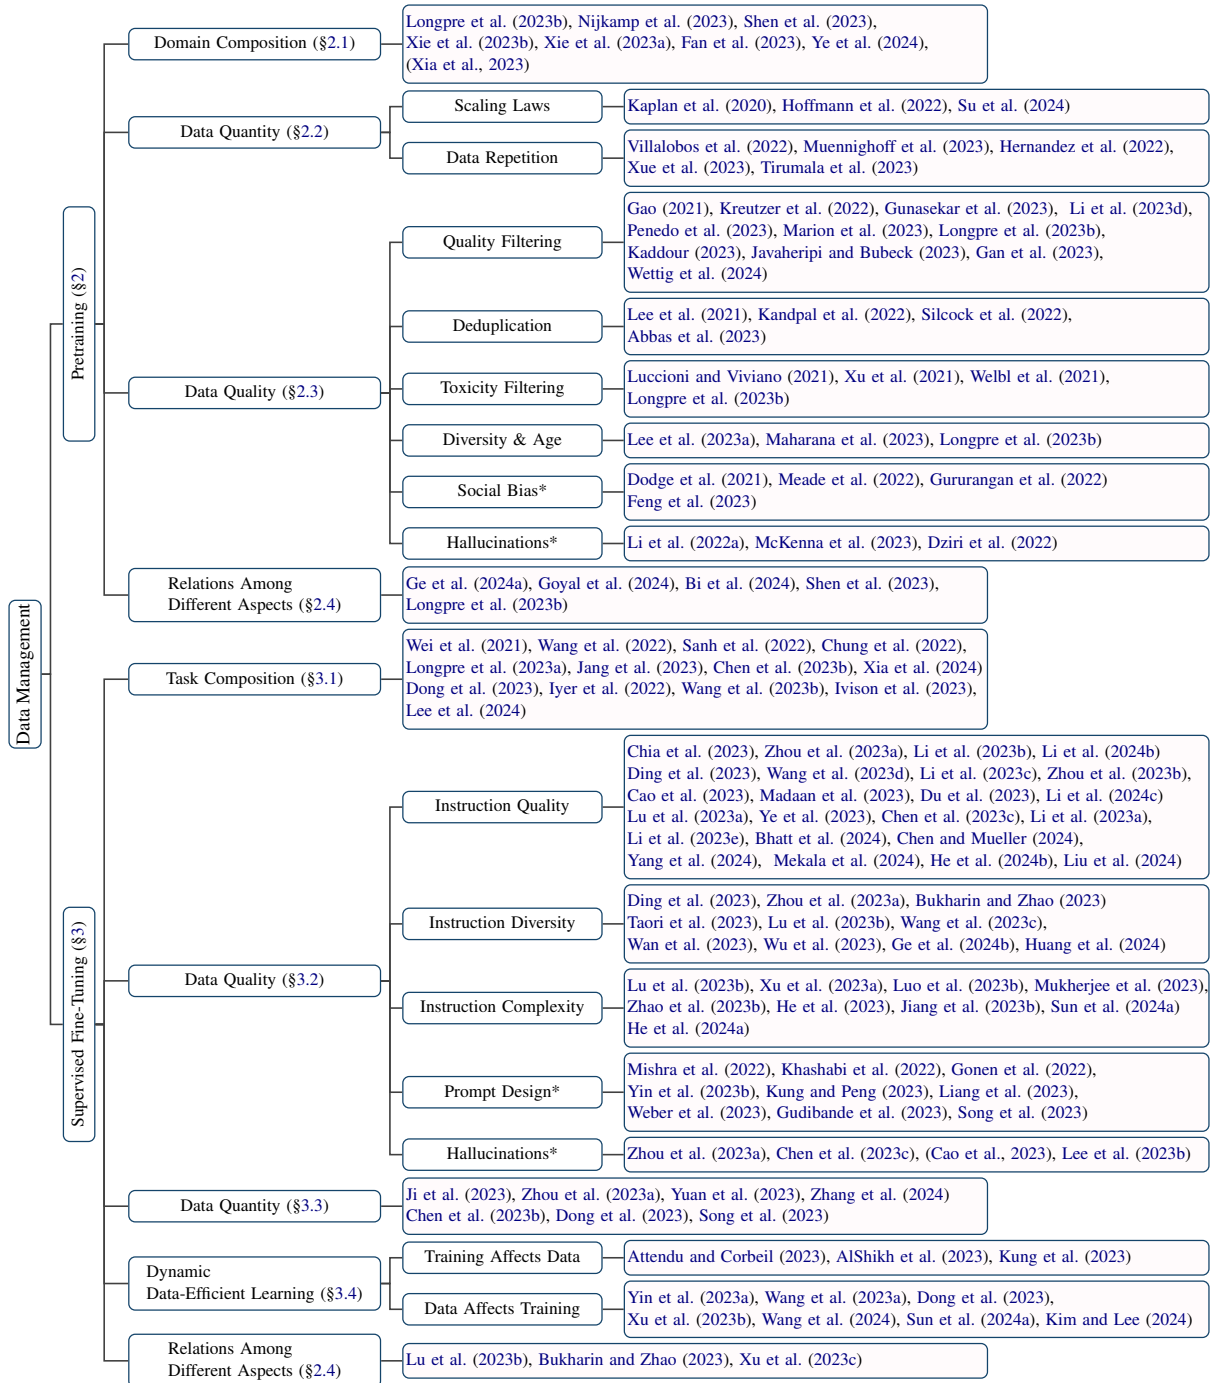 Data Management
Pretraining (§2)
Domain Composition (§2.1)
Longpre et al. (2023b), Nijkamp et al. (2023), Shen et al. (2023),
Xie et al. (2023b), Xie et al. (2023a), Fan et al. (2023), Ye et al. (2024),
(Xia et al., 2023)
Data Quantity (§2.2)
Scaling Laws
Kaplan et al. (2020), Hoffmann et al. (2022), Su et al. (2024)
Data Repetition
Villalobos et al. (2022), Muennighoff et al. (2023), Hernandez et al. (2022),
Xue et al. (2023), Tirumala et al. (2023)
Data Quality (§2.3)
Quality Filtering
Gao (2021), Kreutzer et al. (2022), Gunasekar et al. (2023), Li et al. (2023d),
Penedo et al. (2023), Marion et al. (2023), Longpre et al. (2023b),
Kaddour (2023), Javaheripi and Bubeck (2023), Gan et al. (2023),
Wettig et al. (2024)
Deduplication
Lee et al. (2021), Kandpal et al. (2022), Silcock et al. (2022),
Abbas et al. (2023)
Toxicity Filtering
Luccioni and Viviano (2021), Xu et al. (2021), Welbl et al. (2021),
Longpre et al. (2023b)
Diversity & Age
Lee et al. (2023a), Maharana et al. (2023), Longpre et al. (2023b)
Social Bias*
Dodge et al. (2021), Meade et al. (2022), Gururangan et al. (2022)
Feng et al. (2023)
Hallucinations*
Li et al. (2022a), McKenna et al. (2023), Dziri et al. (2022)
Relations Among
Different Aspects (§2.4)
Ge et al. (2024a), Goyal et al. (2024), Bi et al. (2024), Shen et al. (2023),
Longpre et al. (2023b)
Supervised Fine-Tuning (§3)
Task Composition (§3.1)
Wei et al. (2021), Wang et al. (2022), Sanh et al. (2022), Chung et al. (2022),
Longpre et al. (2023a), Jang et al. (2023), Chen et al. (2023b), Xia et al. (2024)
Dong et al. (2023), Iyer et al. (2022), Wang et al. (2023b), Ivison et al. (2023),
Lee et al. (2024)
Data Quality (§3.2)
Instruction Quality
Chia et al. (2023), Zhou et al. (2023a), Li et al. (2023b), Li et al. (2024b)
Ding et al. (2023), Wang et al. (2023d), Li et al. (2023c), Zhou et al. (2023b),
Cao et al. (2023), Madaan et al. (2023), Du et al. (2023), Li et al. (2024c)
Lu et al. (2023a), Ye et al. (2023), Chen et al. (2023c), Li et al. (2023a),
Li et al. (2023e), Bhatt et al. (2024), Chen and Mueller (2024),
Yang et al. (2024), Mekala et al. (2024), He et al. (2024b), Liu et al. (2024)
Instruction Diversity
Ding et al. (2023), Zhou et al. (2023a), Bukharin and Zhao (2023)
Taori et al. (2023), Lu et al. (2023b), Wang et al. (2023c),
Wan et al. (2023), Wu et al. (2023), Ge et al. (2024b), Huang et al. (2024)
Instruction Complexity
Lu et al. (2023b), Xu et al. (2023a), Luo et al. (2023b), Mukherjee et al. (2023),
Zhao et al. (2023b), He et al. (2023), Jiang et al. (2023b), Sun et al. (2024a)
He et al. (2024a)
Prompt Design*
Mishra et al. (2022), Khashabi et al. (2022), Gonen et al. (2022),
Yin et al. (2023b), Kung and Peng (2023), Liang et al. (2023),
Weber et al. (2023), Gudibande et al. (2023), Song et al. (2023)
Hallucinations*
Zhou et al. (2023a), Chen et al. (2023c), (Cao et al., 2023), Lee et al. (2023b)
Data Quantity (§3.3)
Ji et al. (2023), Zhou et al. (2023a), Yuan et al. (2023), Zhang et al. (2024)
Chen et al. (2023b), Dong et al. (2023), Song et al. (2023)
Dynamic
Data-Efficient Learning (§3.4)
Training Affects Data
Attendu and Corbeil (2023), AlShikh et al. (2023), Kung et al. (2023)
Data Affects Training
Yin et al. (2023a), Wang et al. (2023a), Dong et al. (2023),
Xu et al. (2023b), Wang et al. (2024), Sun et al. (2024a), Kim and Lee (2024)
Relations Among
Different Aspects (§2.4)
Lu et al. (2023b), Bukharin and Zhao (2023), Xu et al. (2023c)